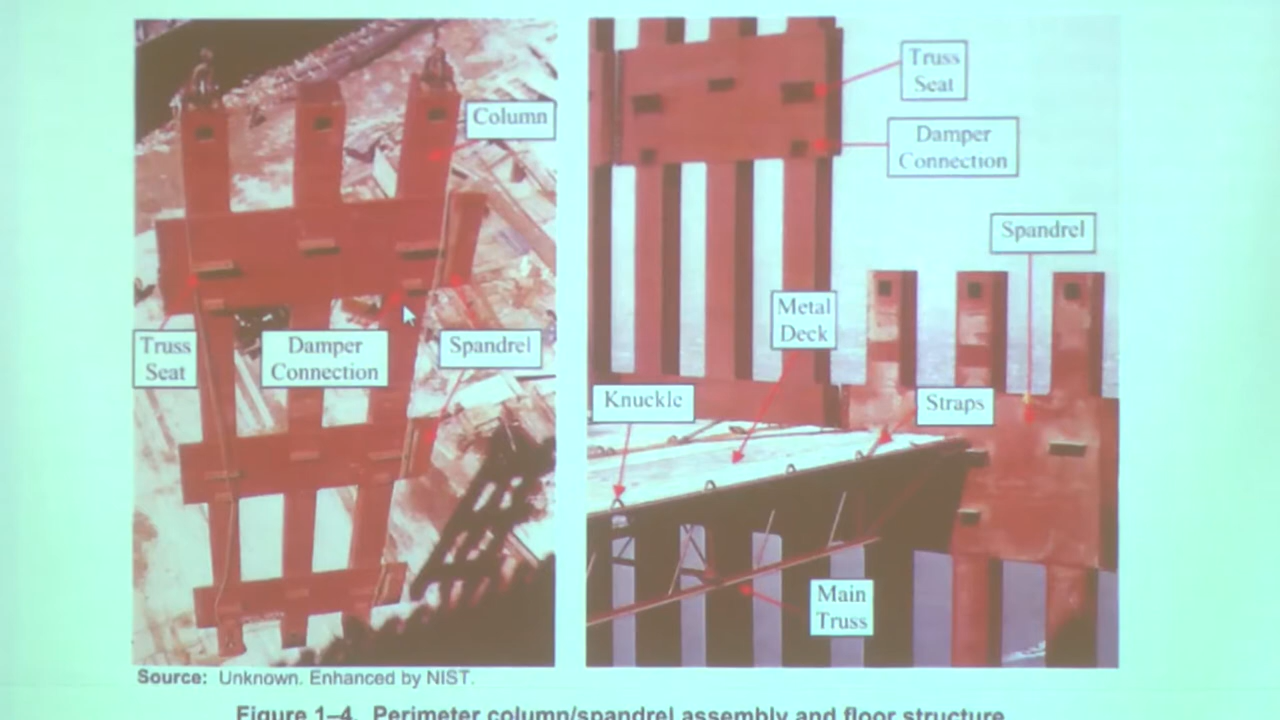 Column
Truss
Seat
Damper
Connection
Spandrel
Truss
Seat
Damper
Connection
Spandrel
Metal
Deck
Knuckle
Straps
Main
Truss
Source: Unknown. Enhanced by NIST.
Figure 1–4. Perimeter column/spandrel assembly and floor structure